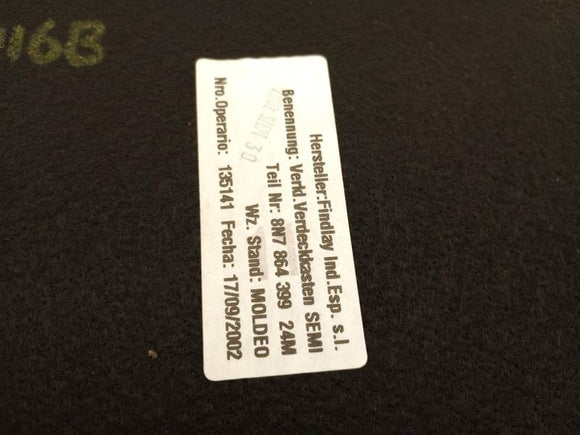 Hersteller:Findlay Ind.Esp. s.l.
Benennung: Verkl.Verdeckkasten SEMI
Teil Nr: 8N7 864 399 24M
Wz. Stand: MOLDEO
Nro.Operario: 135141 Fecha: 17/09/2002
16B